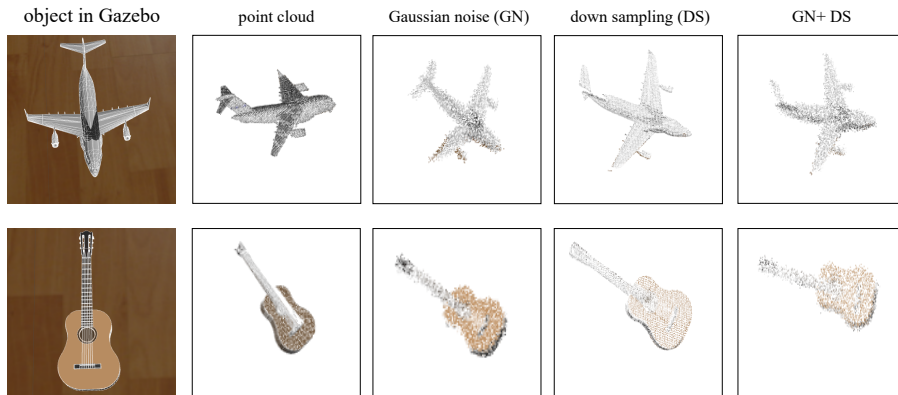 object in Gazebo
point cloud
Gaussian noise (GN)
down sampling (DS)
GN+ DS